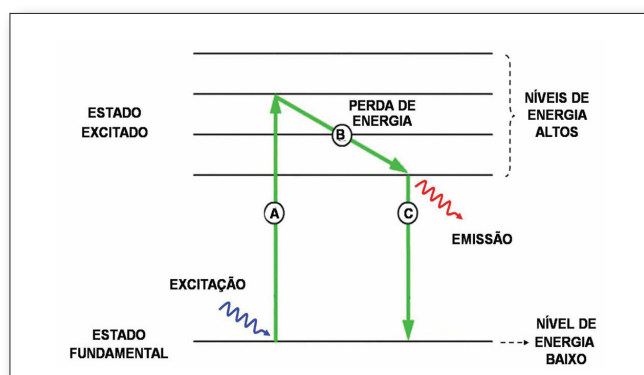 ESTADO
EXCITADO
PERDA DE
ENERGIA
B
NÍVEIS DE
ENERGIA
ALTOS
A
C
EMISSÃO
EXCITAÇÃO
ESTADO
FUNDAMENTAL
NÍVEL DE
ENERGIA
BAIXO